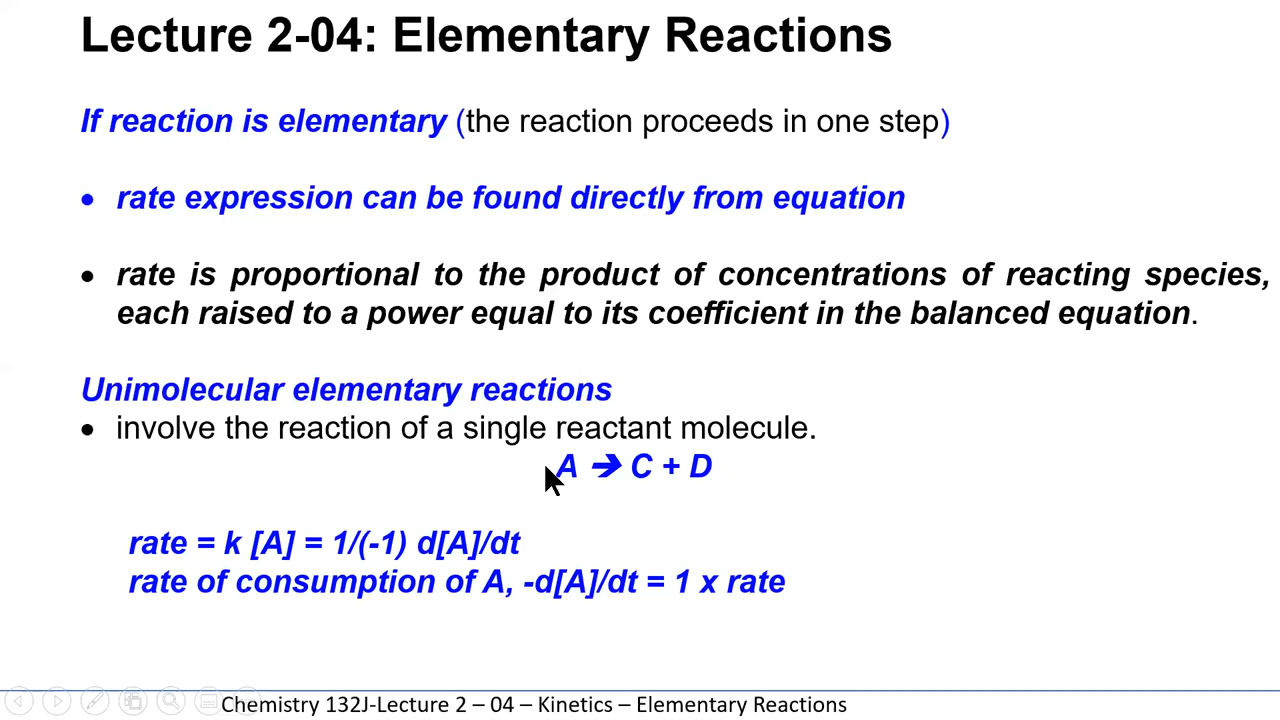 Lecture 2-04: Elementary Reactions
If reaction is elementary (the reaction proceeds in one step)
• rate expression can be found directly from equation
• rate is proportional to the product of concentrations of reacting species,
each raised to a power equal to its coefficient in the balanced equation.
Unimolecular elementary reactions
• involve the reaction of a single reactant molecule.
A ➔ C + D
rate = k [A] = 1/(-1) d[A]/dt
rate of consumption of A, -d[A]/dt = 1 x rate
Chemistry 132J-Lecture 2 – 04 – Kinetics – Elementary Reactions